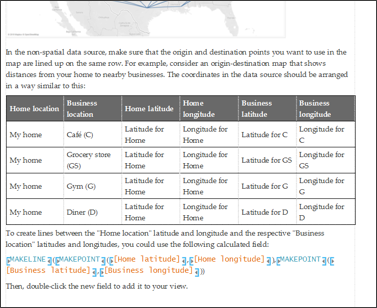 In the non-spatial data source, make sure that the origin and destination points you want to use in the
map are lined up on the same row. For example, consider an origin-destination map that shows
distances from your home to nearby businesses. The coordinates in the data source should be arranged
in a way similar to this:
Home location Business location Home latitude Home longitude Business latitude Business longitude
My home Café (C) Latitude for Home Longitude for Home Latitude for C Longitude for C
My home Grocery store (GS) Latitude for Home Longitude for Home Latitude for GS Longitude for GS
My home Gym (G) Latitude for Home Longitude for Home Latitude for G Longitude for G
My home Diner (D) Latitude for Home Longitude for Home Latitude for D Longitude for D
To create lines between the "Home location" latitude and longitude and the respective "Business
location" latitudes and longitudes, you could use the following calculated field:
MAKELINE(MAKEPOINT([Home latitude],[Home longitude]),MAKEPOINT(
[Business latitude],[Business longitude]))
Then, double-click the new field to add it to your view.